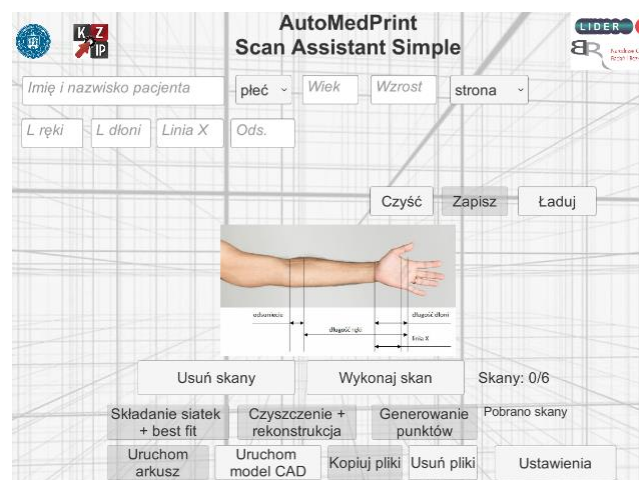 AutoMedPrint
Scan Assistant Simple
K Z
IP
LIDER
BR
Imię i nazwisko pacjenta
płeć
Wiek
Wzrost
strona
L ręki
L dłoni
Linia X
Ods.
Czyść
Zapisz
Ładuj
odsunięcie
długość dłoni
długość ręki
linia X
Usuń skany
Wykonaj skan
Skany: 0/6
Składanie siatek
+ best fit
Czyszczenie +
rekonstrukcja
Generowanie
punktów
Pobrano skany
Uruchom
arkusz
Uruchom
model CAD
Kopiuj pliki
Usuń pliki
Ustawienia